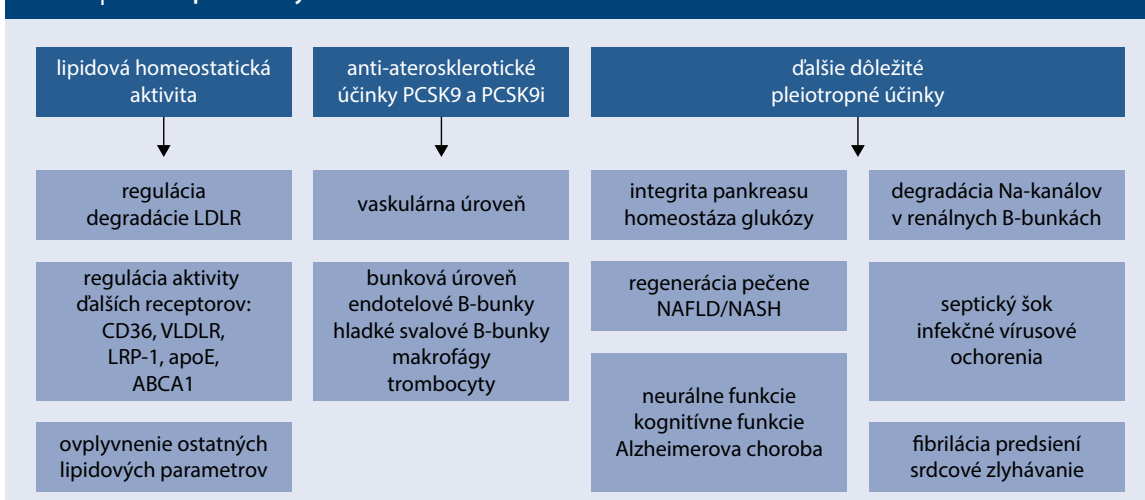 lipidová homeostatická
aktivita
anti-aterosklerotické
účinky PCSK9 a PCSK9i
ďalšie dôležité
pleiotropné účinky
regulácia
degradácie LDLR
regulácia aktivity
ďalších receptorov:
CD36, VLDLR,
LRP-1, apoE,
ABCA1
ovplyvnenie ostatných
lipidových parametrov
vaskulárna úroveň
bunková úroveň
endotelové B-bunky
hladké svalové B-bunky
makrofágy
trombocyty
integrita pankreasu
homeostáza glukózy
regenerácia pečene
NAFLD/NASH
neurálne funkcie
kognitívne funkcie
Alzheimerova choroba
degradácia Na-kanálov
v renálnych B-bunkách
septický šok
infekčné vírusové
ochorenia
fibrilácia predsiení
srdcové zlyhávanie